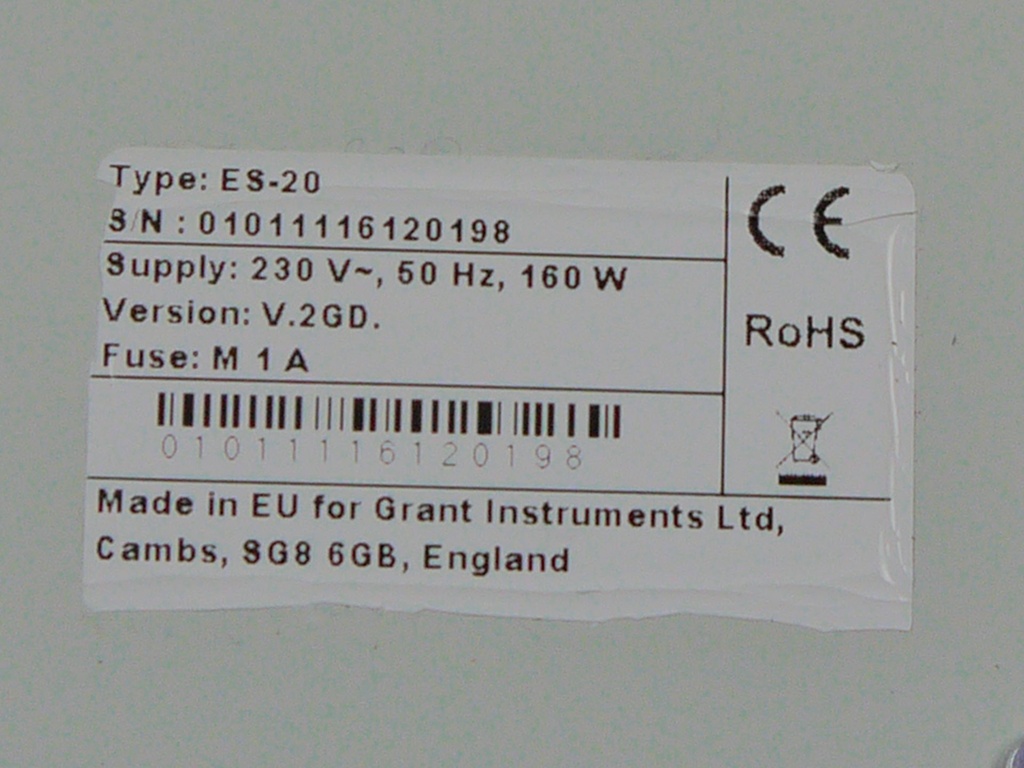 Type: ES-20
S/N : 01011116120198
Supply: 230 V~, 50 Hz, 160 W
Version: V.2GD.
Fuse: M 1 A
01011116120198
Made in EU for Grant Instruments Ltd,
Cambs, SG8 6GB, England
CE
RoHS